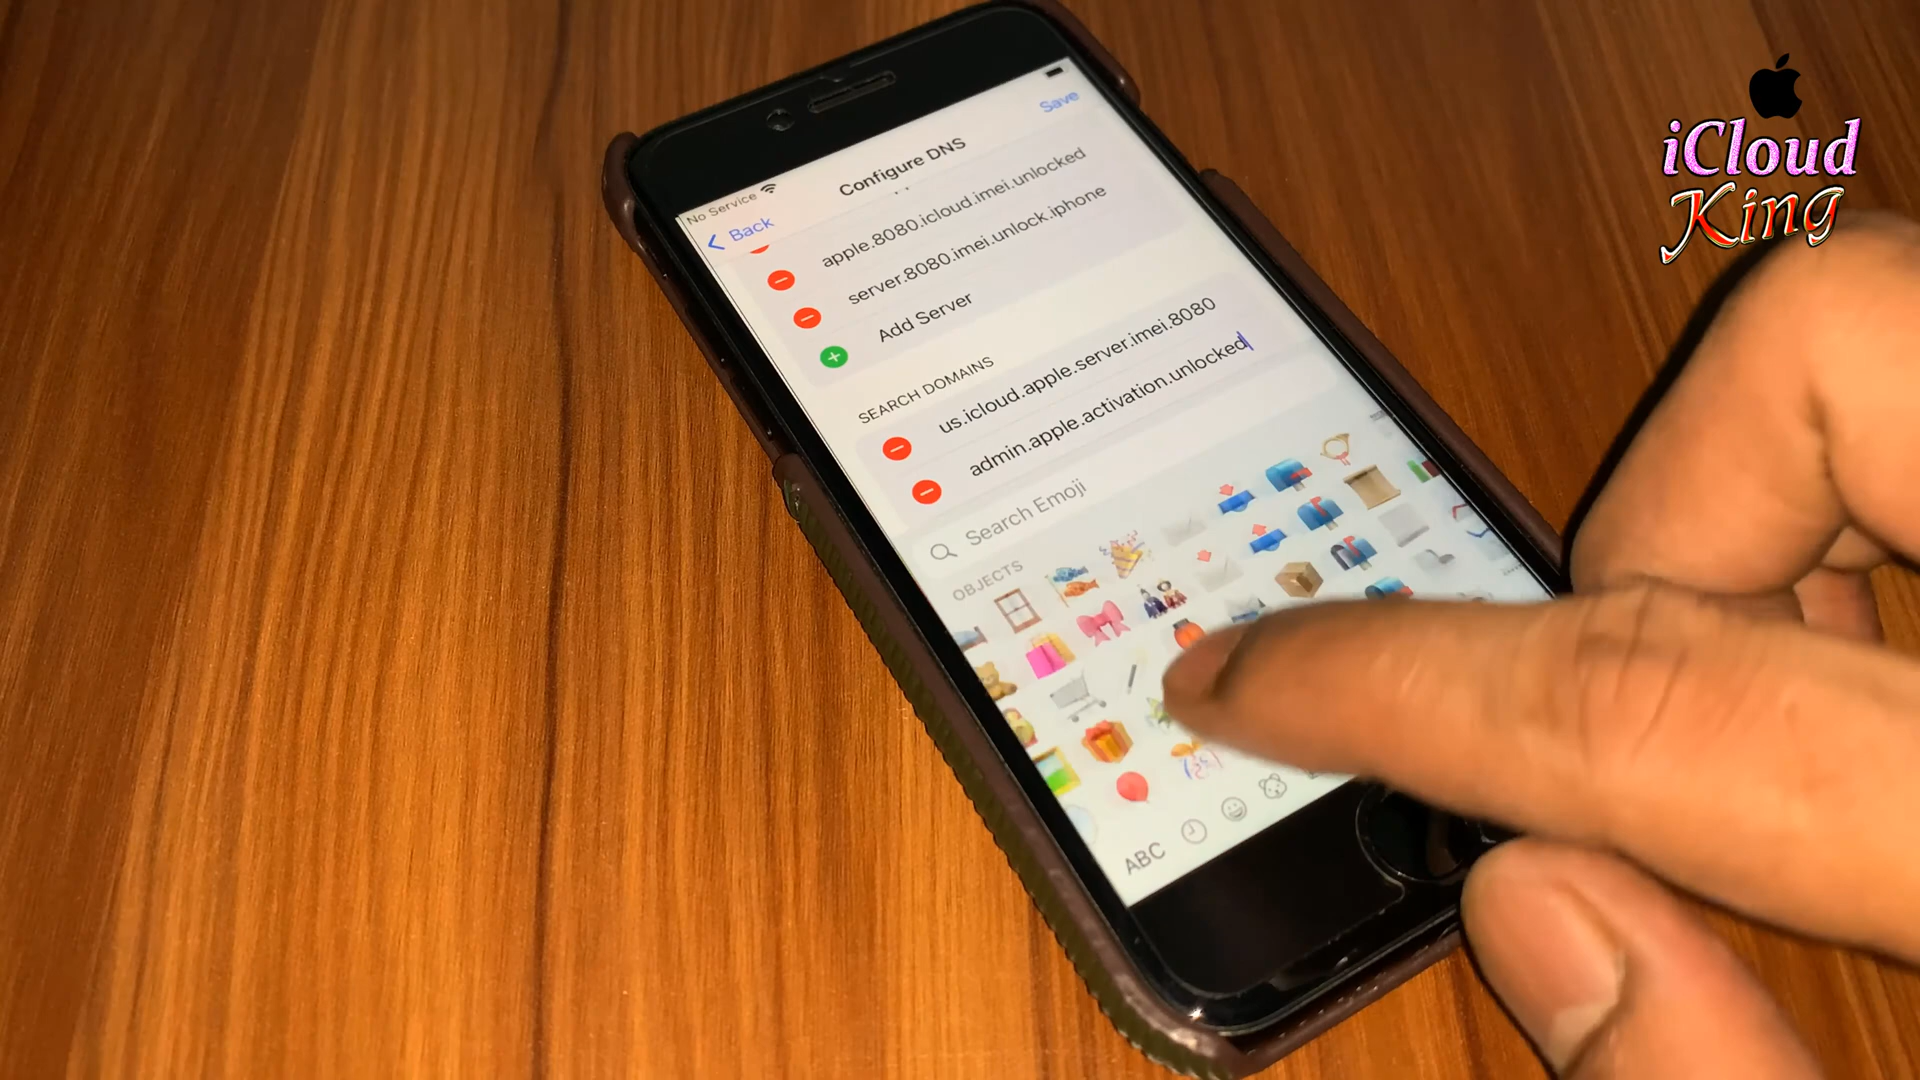 iCloud
King
No Service
Save
Back
Configure DNS
apple.8080.icloud.imei.unlocked
server.8080.imei.unlock.iphone
Add Server
SEARCH DOMAINS
us.icloud.apple.server.imei.8080
admin.apple.activation.unlocked
Search Emoji
OBJECTS
ABC